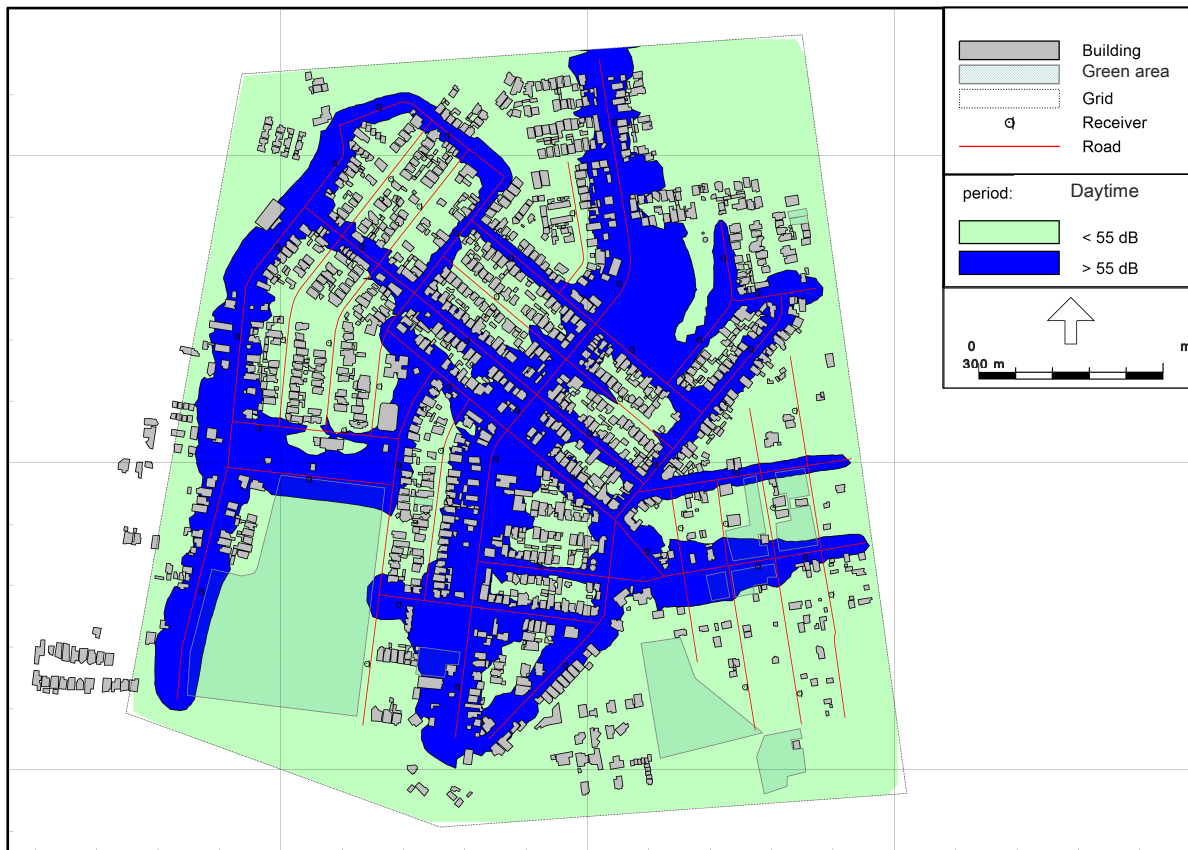 Building
Green area
Grid
Receiver
Road
period: Daytime
< 55 dB
> 55 dB
0 m
300 m